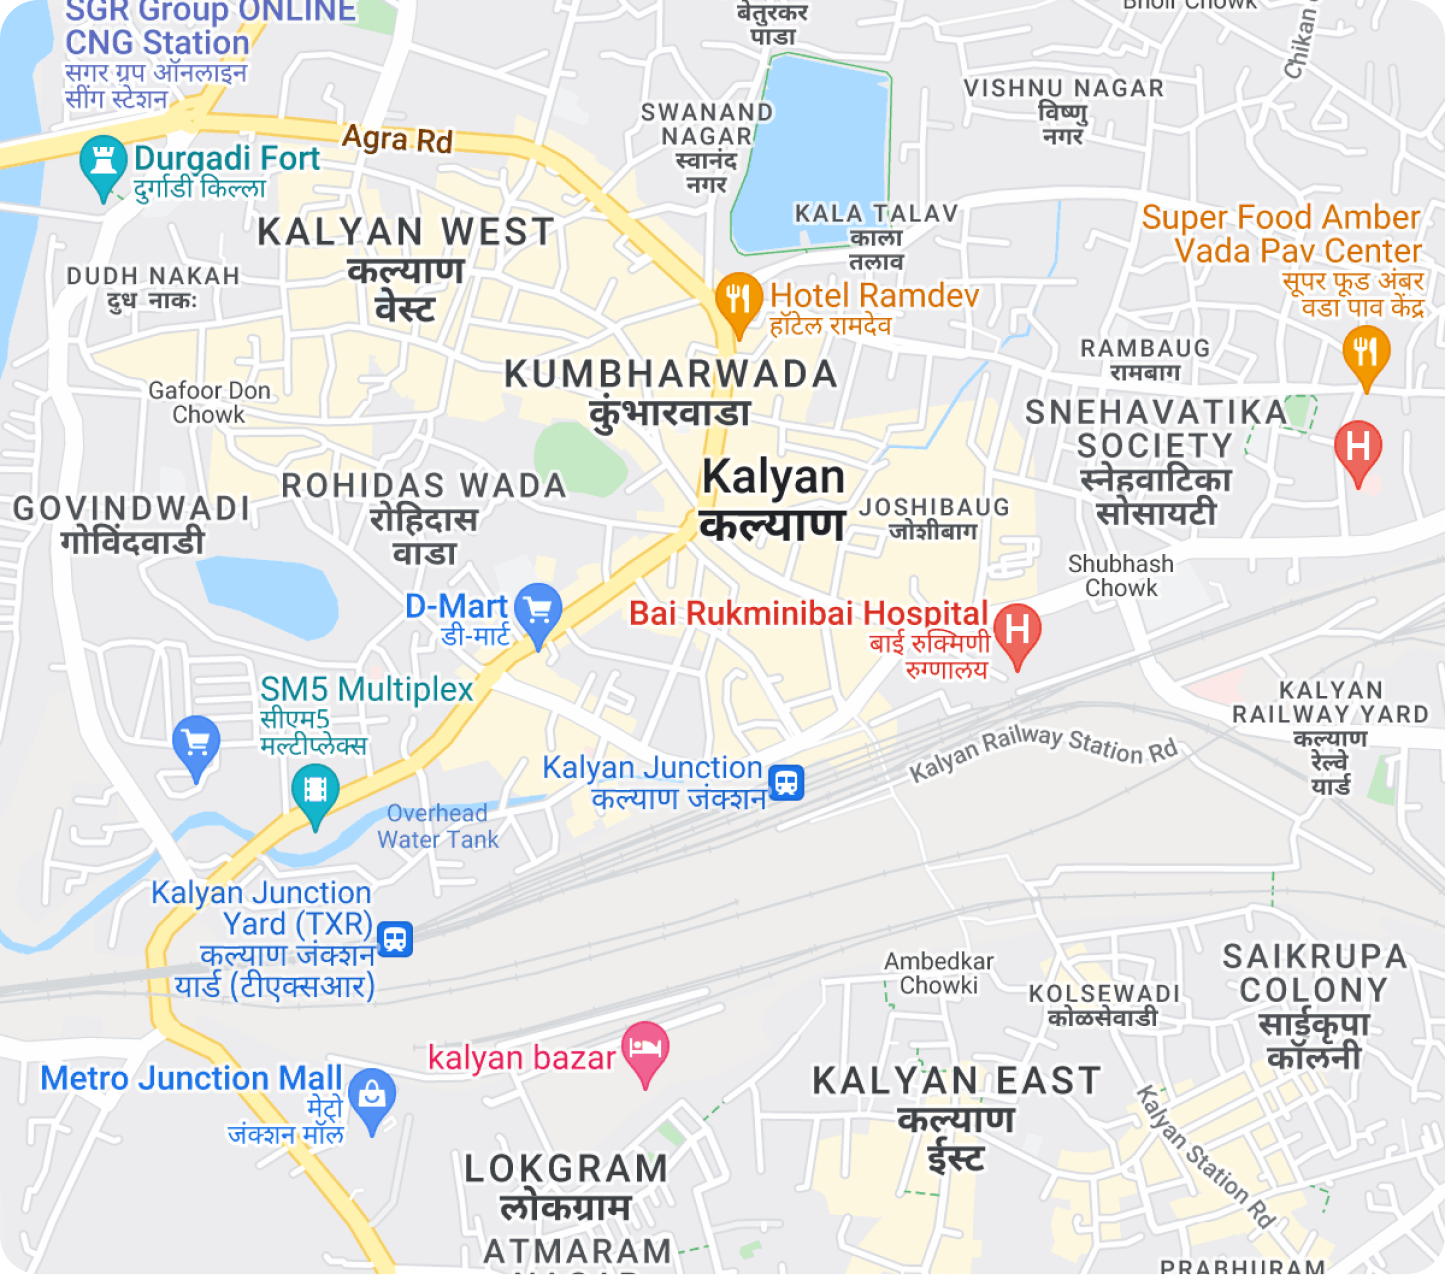 SGR Group ONLINE
CNG Station
सगर ग्रुप ऑनलाइन
सींग स्टेशन
बेतुरकर
पाडा
Bhoir Chowk
Chikan
VISHNU NAGAR
विष्णु
नगर
SWANAND
NAGAR
स्वानंद
नगर
Agra Rd
Durgadi Fort
दुर्गाडी किल्ला
KALYAN WEST
कल्याण
वेस्ट
KALA TALAV
काला
तलाव
Super Food Amber
Vada Pav Center
सूपर फूड अंबर
वडा पाव केंद्र
DUDH NAKAH
दुध नाकः
Hotel Ramdev
हॉटेल रामदेव
RAMBAUG
रामबाग
KUMBHARWADA
कुंभारवाडा
Gafoor Don
Chowk
SNEHAVATIKA
SOCIETY
स्नेहवाटिका
सोसायटी
H
Kalyan
कल्याण
ROHIDAS WADA
रोहिदास
वाडा
GOVINDWADI
गोविंदवाडी
JOSHIBAUG
जोशीबाग
Shubhash
Chowk
D-Mart
डी-मार्ट
Bai Rukminibai Hospital
बाई रुक्मिणी
रुग्णालय
H
SM5 Multiplex
सीएम5
मल्टीप्लेक्स
KALYAN
RAILWAY YARD
कल्याण
रेल्वे
यार्ड
Kalyan Railway Station Rd
Kalyan Junction
कल्याण जंक्शन
Overhead
Water Tank
Kalyan Junction
Yard (TXR)
कल्याण जंक्शन
यार्ड (टीएक्सआर)
Ambedkar
Chowki
KOLSEWADI
कोळसेवाडी
SAIKRUPA
COLONY
साईकृपा
कॉलनी
kalyan bazar
Metro Junction Mall
मेट्रो
जंक्शन मॉल
KALYAN EAST
कल्याण
ईस्ट
Kalyan Station Rd
LOKGRAM
लोकग्राम
ATMARAM
NAGAR
PRABHURAM